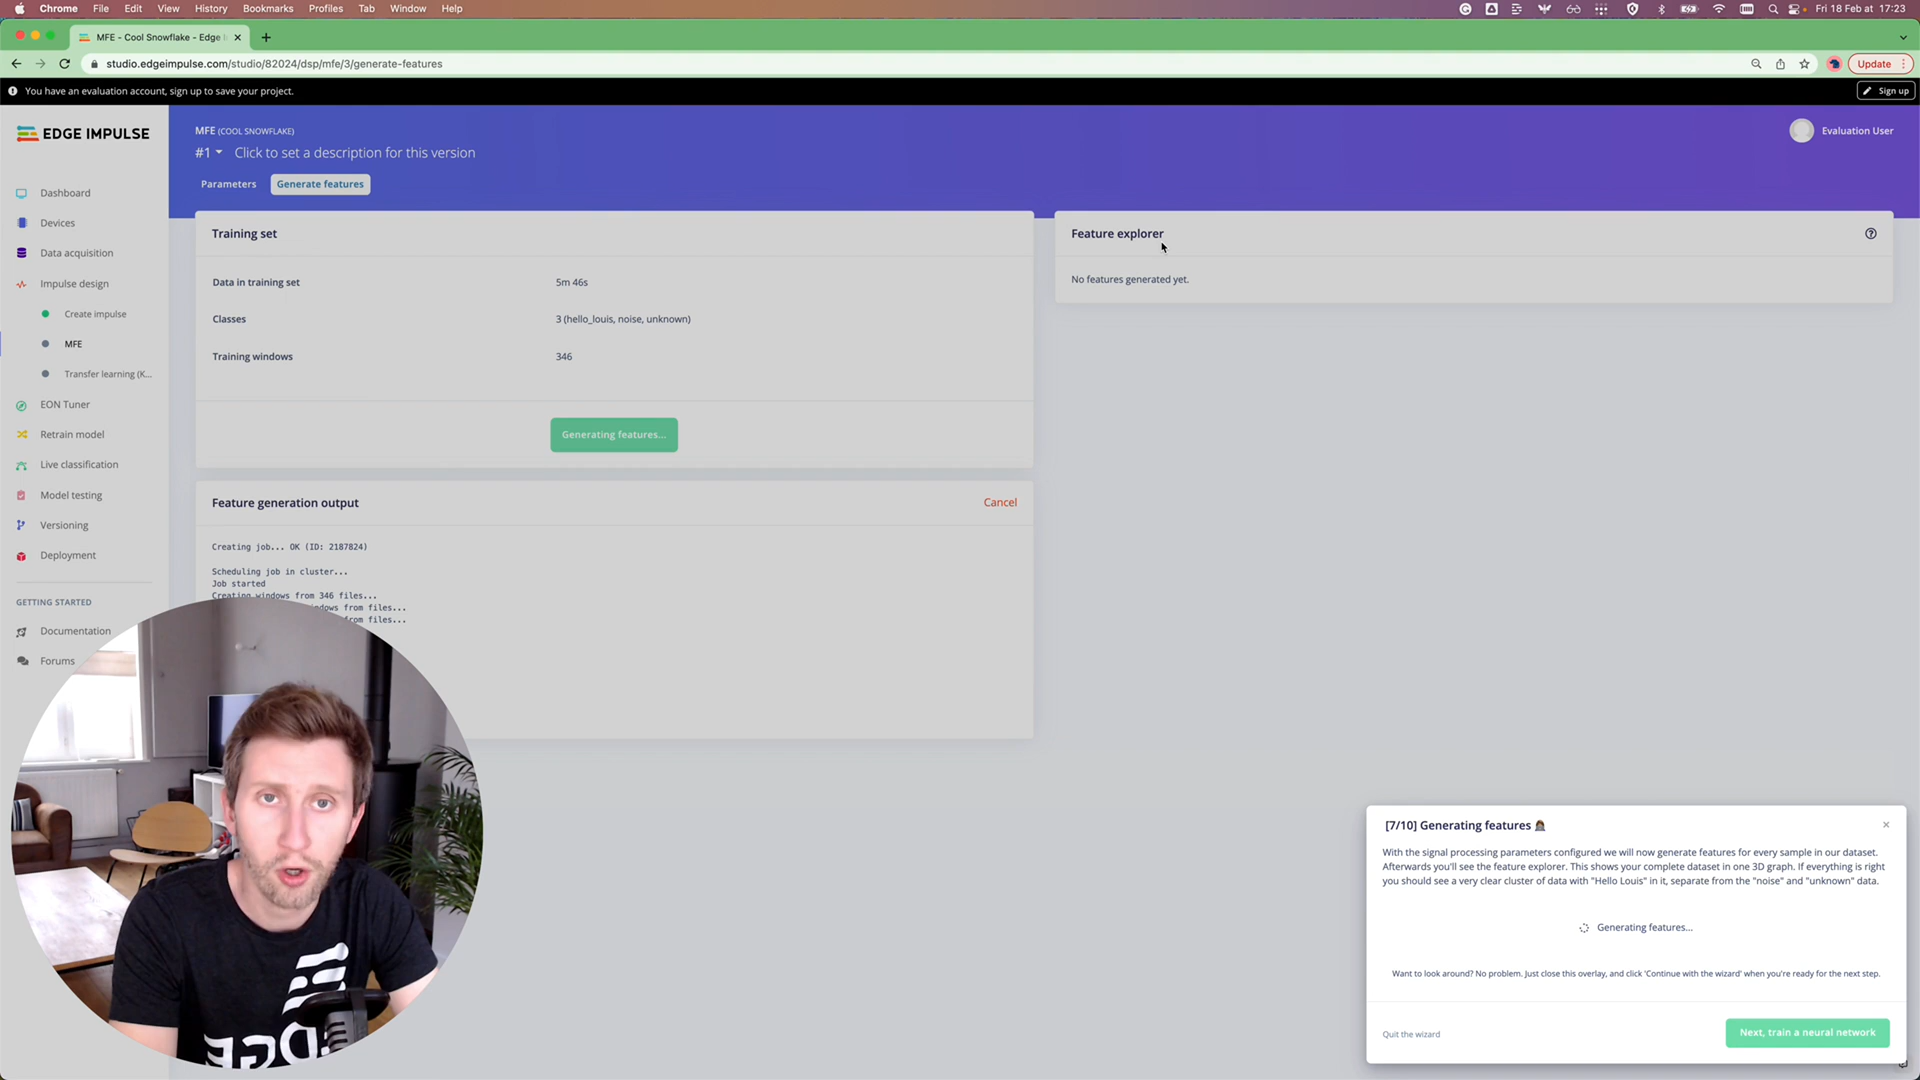 Chrome File Edit View History Bookmarks Profiles Tab Window Help
Fri 18 Feb at 17:23
MFE - Cool Snowflake - Edge I
studio.edgeimpulse.com/studio/82024/dsp/mfe/3/generate-features
Update
You have an evaluation account, sign up to save your project.
Sign up
EDGE IMPULSE
MFE (COOL SNOWFLAKE)
#1 Click to set a description for this version
Evaluation User
Parameters
Generate features
Dashboard
Devices
Data acquisition
Impulse design
Create impulse
MFE
Transfer learning (K...
EON Tuner
Retrain model
Live classification
Model testing
Versioning
Deployment
GETTING STARTED
Documentation
Forums
Training set
Data in training set 5m 46s
Classes 3 (hello_louis, noise, unknown)
Training windows 346
Generating features...
Feature generation output
Cancel
Creating job... OK (ID: 2187824)
Scheduling job in cluster...
Job started
Creating windows from 346 files...
indows from files...
from files...
Feature explorer
No features generated yet.
EDGE
[7/10] Generating features
With the signal processing parameters configured we will now generate features for every sample in our dataset.
Afterwards you'll see the feature explorer. This shows your complete dataset in one 3D graph. If everything is right
you should see a very clear cluster of data with "Hello Louis" in it, separate from the "noise" and "unknown" data.
Generating features...
Want to look around? No problem. Just close this overlay, and click 'Continue with the wizard' when you're ready for the next step.
Quit the wizard
Next, train a neural network